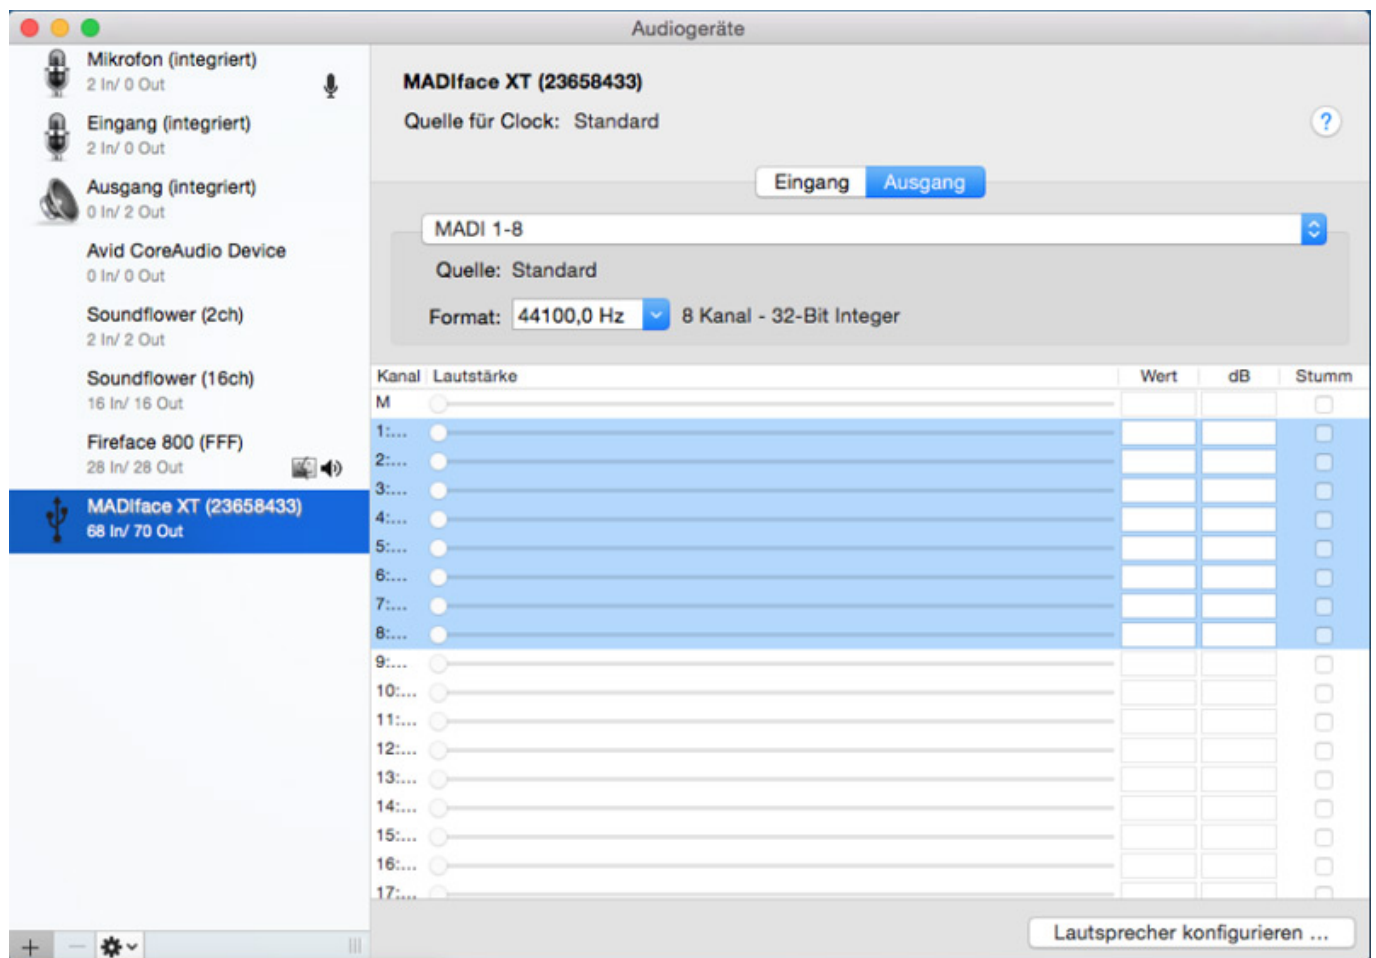 Audiogeräte
Mikrofon (integriert)
2 In/ 0 Out
Eingang (integriert)
2 In/ 0 Out
Ausgang (integriert)
0 In/ 2 Out
Avid CoreAudio Device
0 In/ 0 Out
Soundflower (2ch)
2 In/ 2 Out
Soundflower (16ch)
16 In/ 16 Out
Fireface 800 (FFF)
28 In/ 28 Out
MADIface XT (23658433)
68 In/ 70 Out
MADIface XT (23658433)
Quelle für Clock: Standard
?
Eingang Ausgang
MADI 1-8
Quelle: Standard
Format: 44100,0 Hz 8 Kanal - 32-Bit Integer
Kanal Lautstärke Wert dB Stumm
M
1:...
2:...
3:...
4:...
5:...
6:...
7:...
8:...
9:...
10:...
11:...
12:...
13:...
14:...
15:...
16:...
17:...
Lautsprecher konfigurieren ...